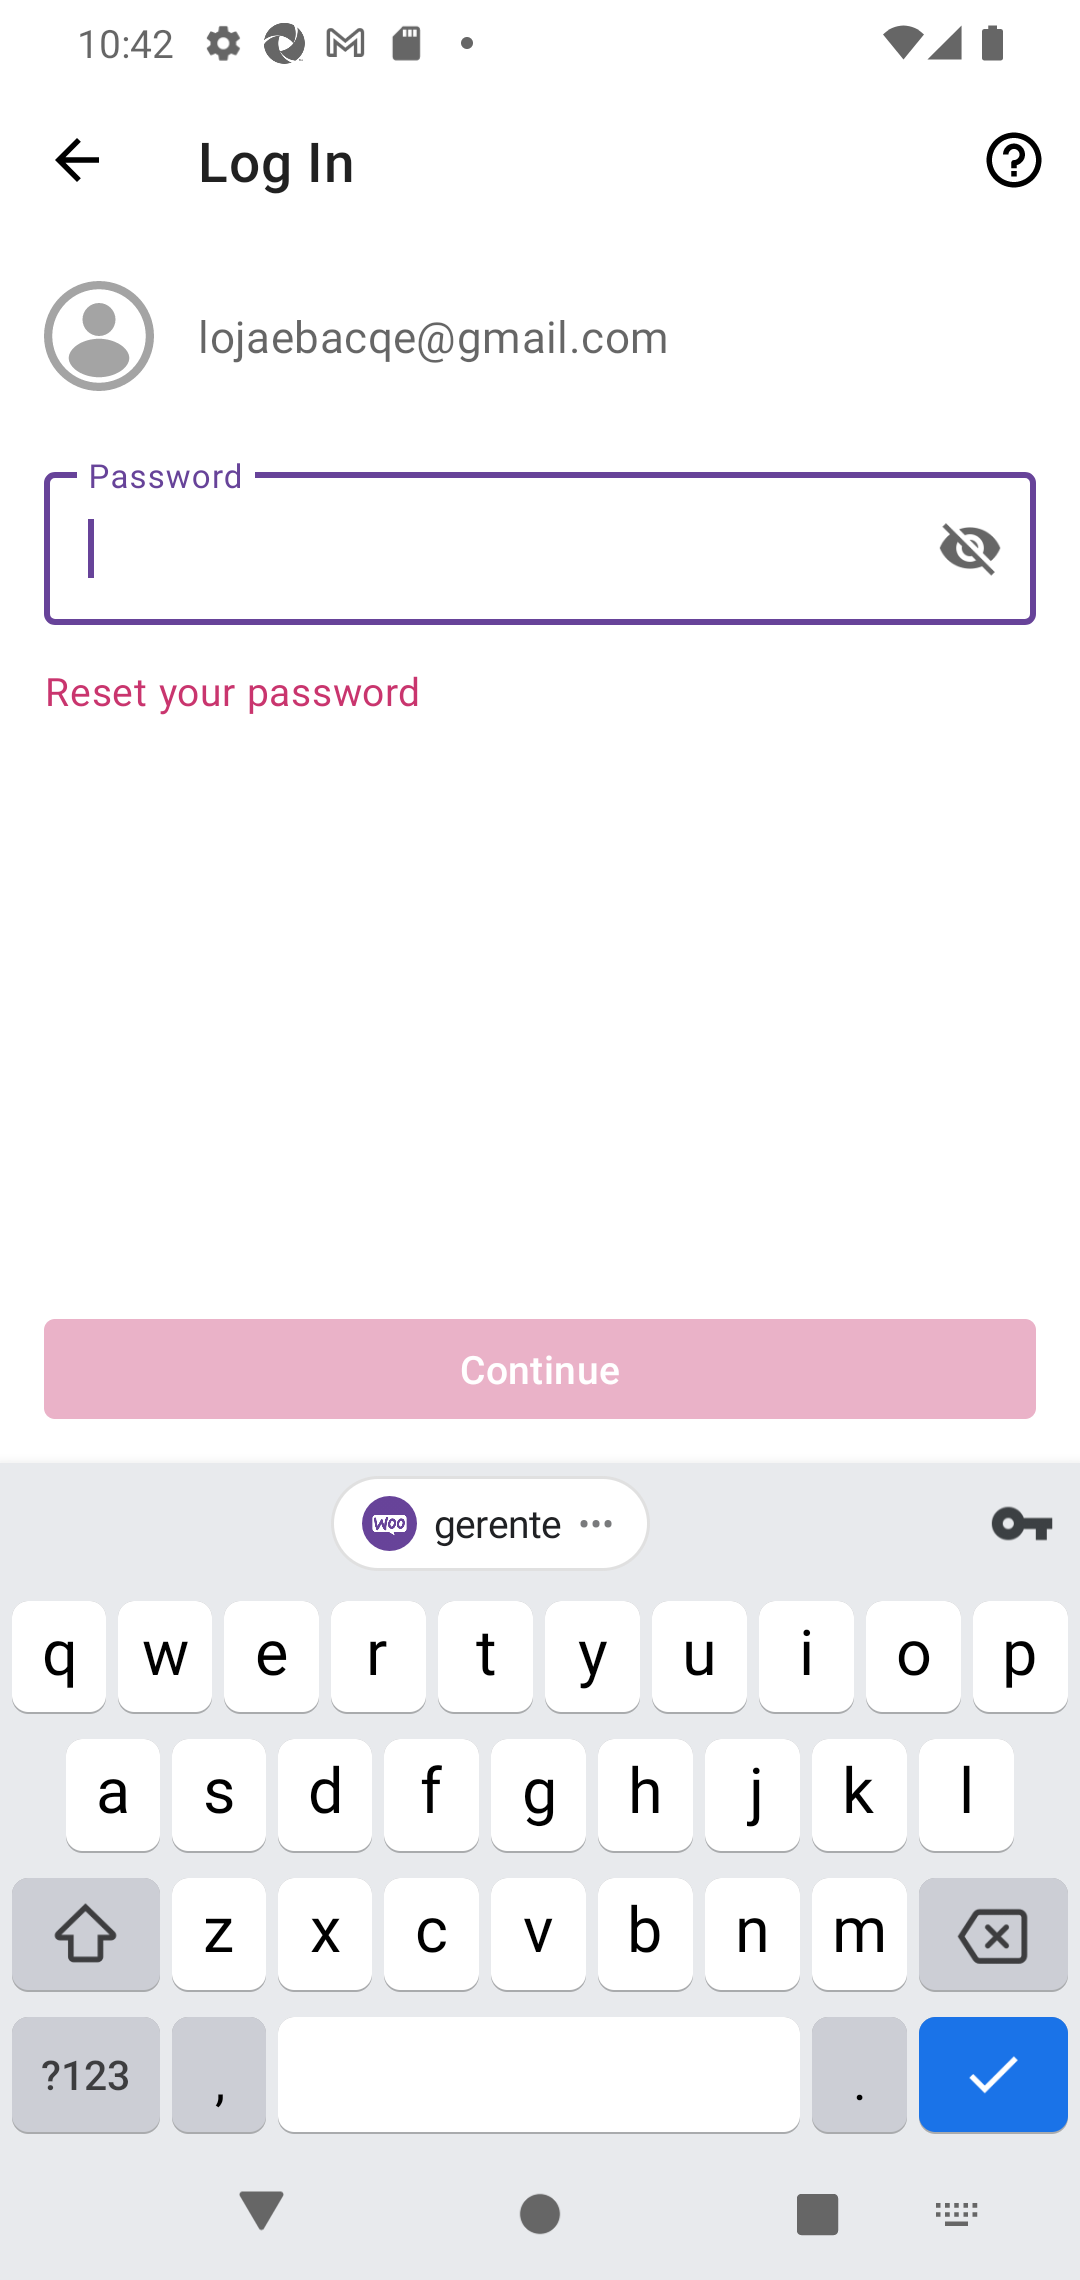 10:42
Log In
lojaebacqe@gmail.com
Password
Reset your password
Continue
WOO gerente ···
q w e r t y u i o p
a s d f g h j k l
z x c v b n m
?123 , .